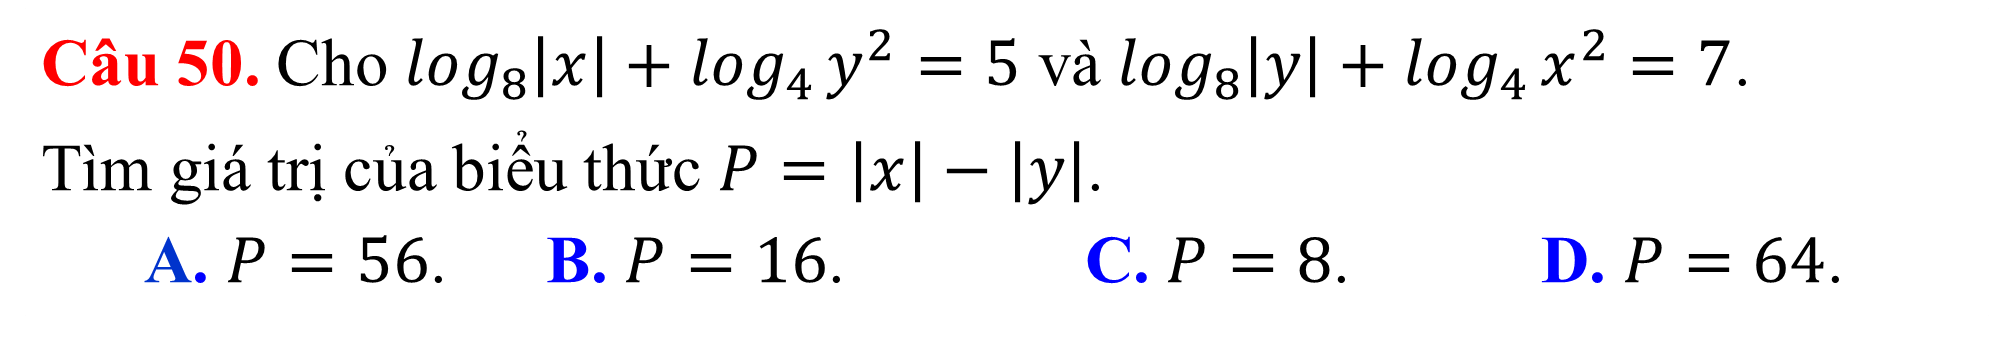 Câu 50. Cho log₈|x| + log₄ y² = 5 và log₈|y| + log₄ x² = 7.
Tìm giá trị của biểu thức P = |x| − |y|.
A. P = 56. B. P = 16. C. P = 8. D. P = 64.